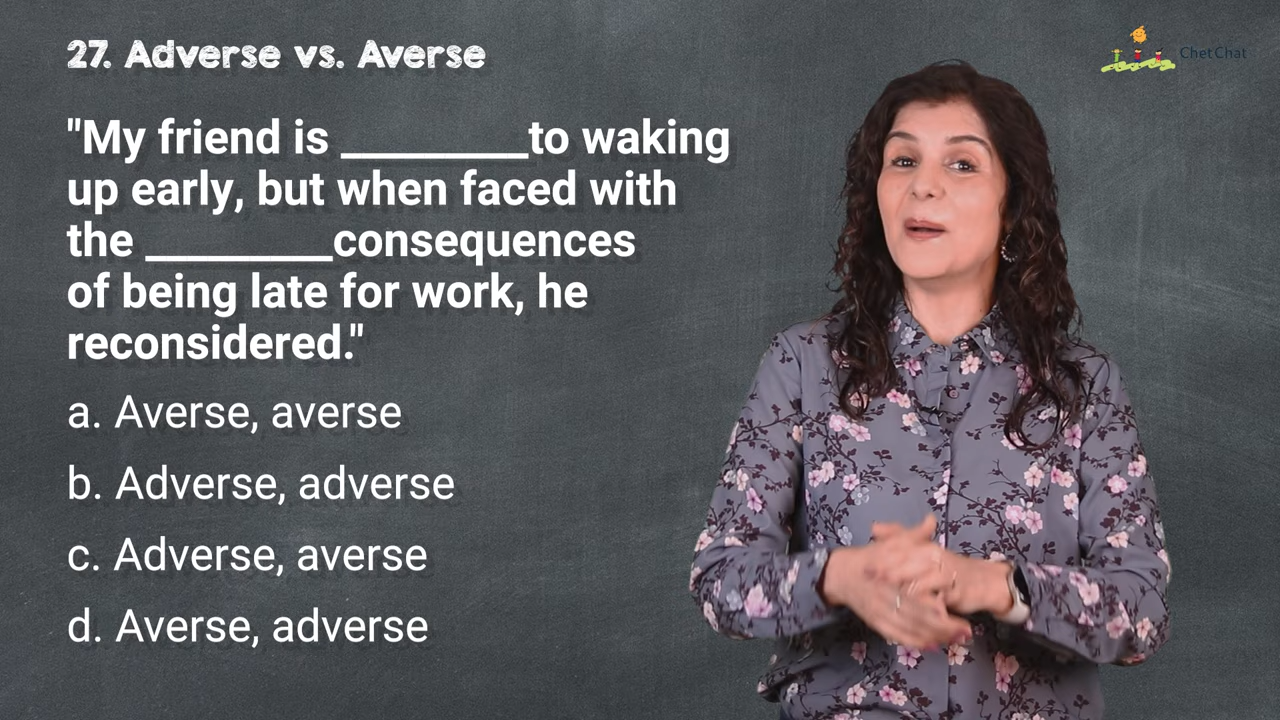 27. Adverse vs. Averse
ChetChat
"My friend is ________to waking
up early, but when faced with
the ________consequences
of being late for work, he
reconsidered."
a. Averse, averse
b. Adverse, adverse
c. Adverse, averse
d. Averse, adverse